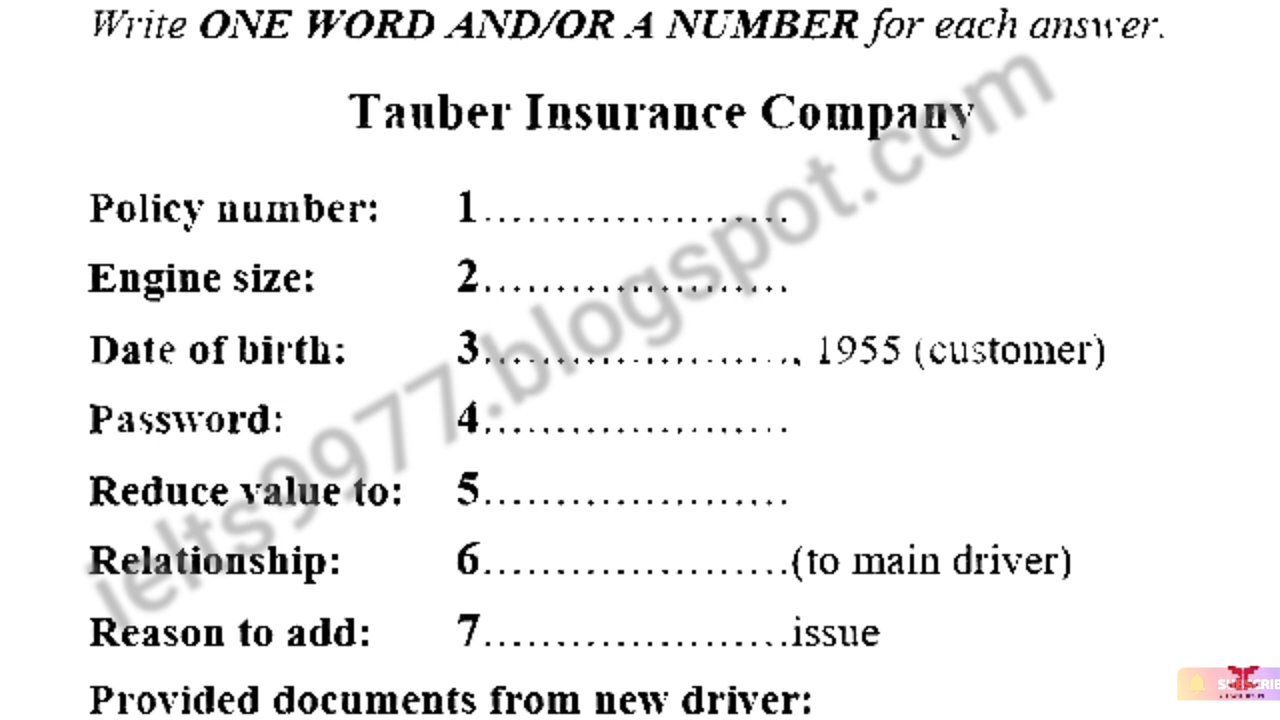 Write ONE WORD AND/OR A NUMBER for each answer.
Tauber Insurance Company
Policy number: 1.....................
Engine size: 2.....................
Date of birth: 3....................., 1955 (customer)
Password: 4.....................
Reduce value to: 5.....................
Relationship: 6.....................(to main driver)
Reason to add: 7.....................issue
Provided documents from new driver:
ielts9977.blogspot.com